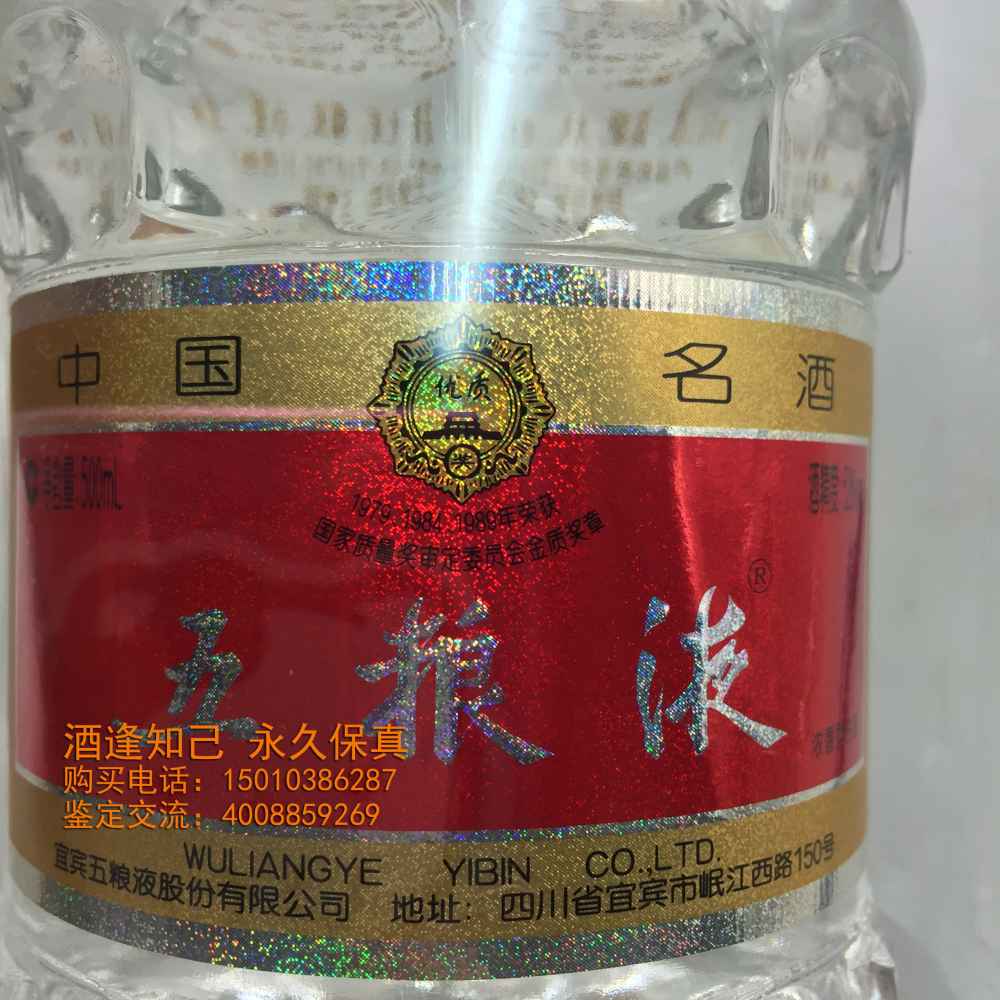 中国 名酒
优质
奖
500mL
1979、1984、1989年荣获
国家质量奖审定委员会金质奖章
五粮液®
酒逢知己 永久保真
购买电话：15010386287
鉴定交流：4008859269
WULIANGYE YIBIN CO.,LTD.
宜宾五粮液股份有限公司 地址：四川省宜宾市岷江西路150号